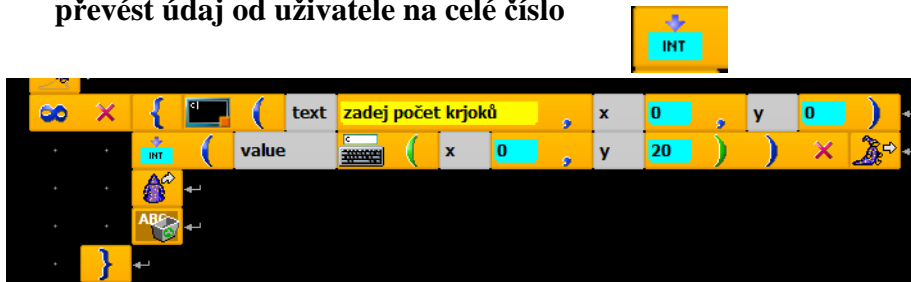 převést údaj od uživatele na celé číslo
INT
{ c| ( text zadej počet krjoků , x 0 , y 0 )
INT ( value c ( x 0 , y 20 ) )
ABC
}